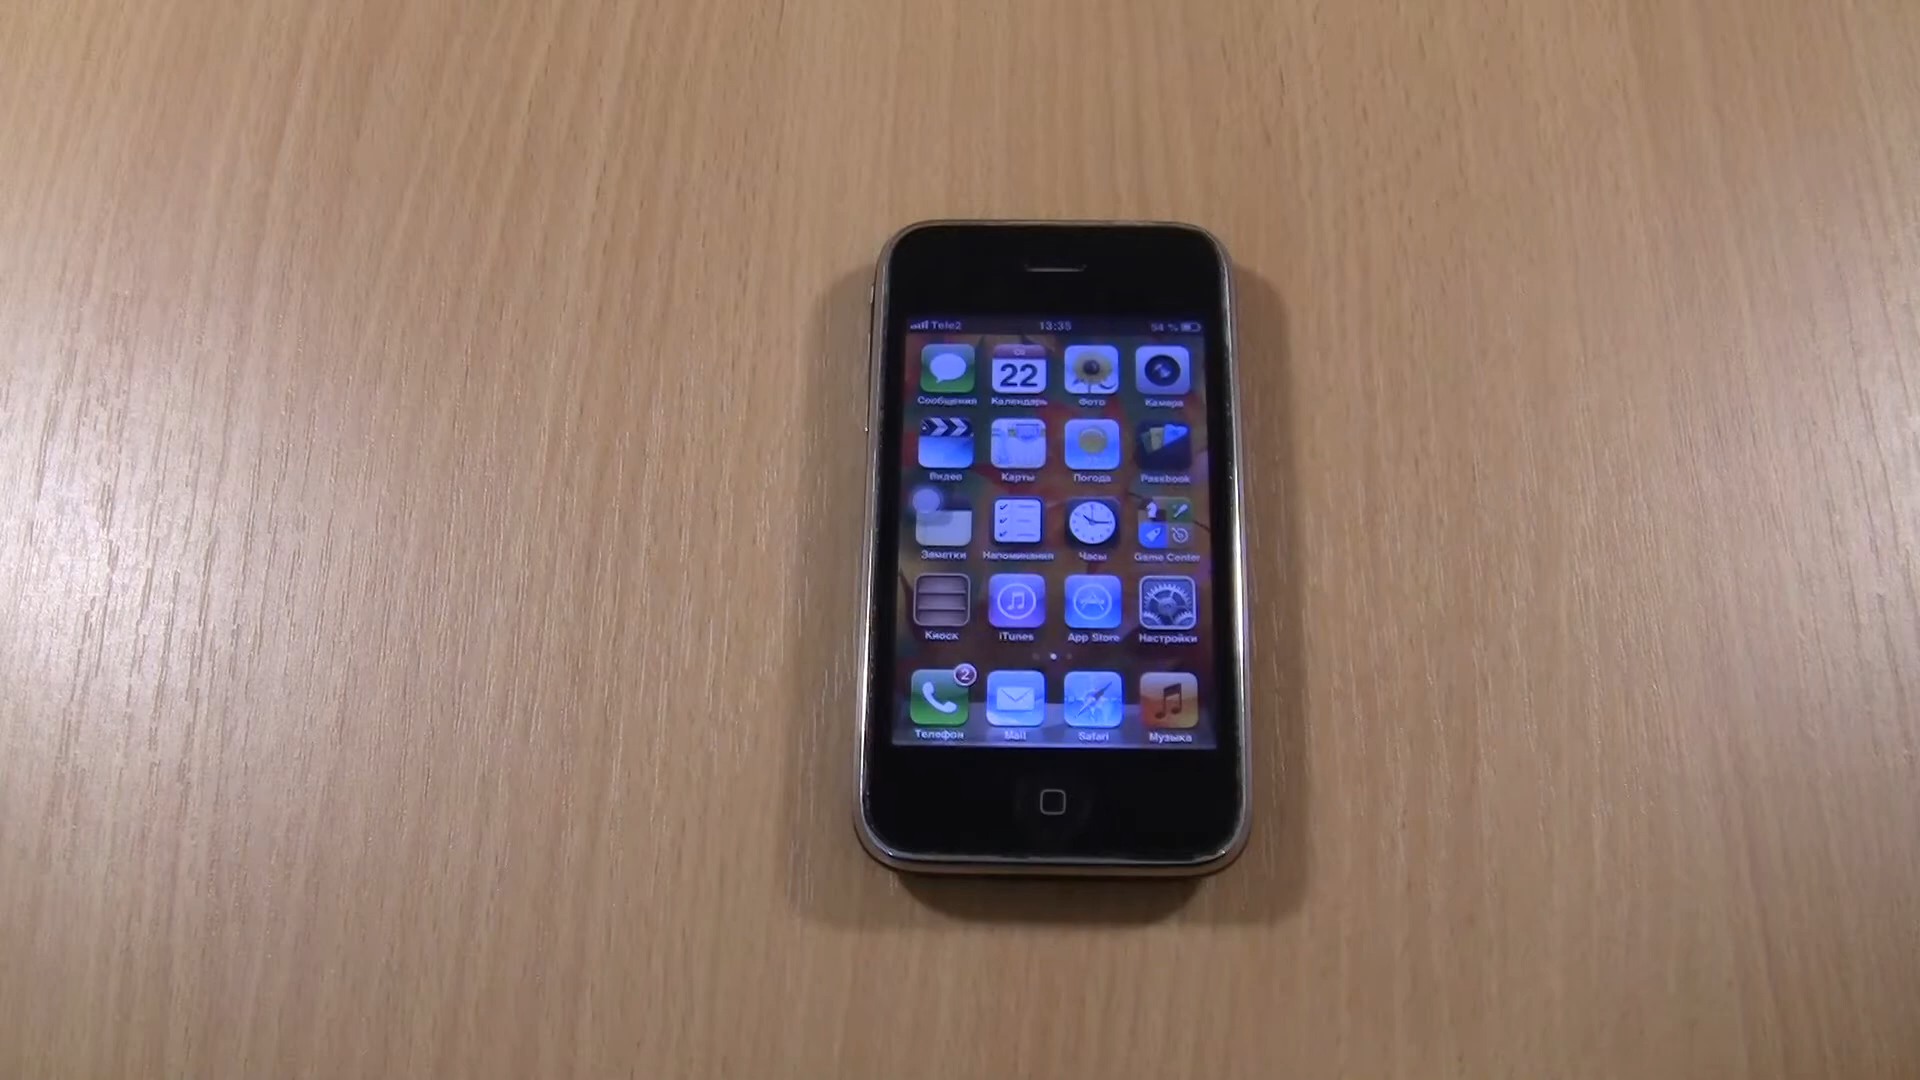 Tele2 13:35 54 %
Сб
22
Сообщения Календарь Фото Камера
Видео Карты Погода Passbook
Заметки Напоминания Часы Game Center
Киоск iTunes App Store Настройки
2
Телефон Mail Safari Музыка